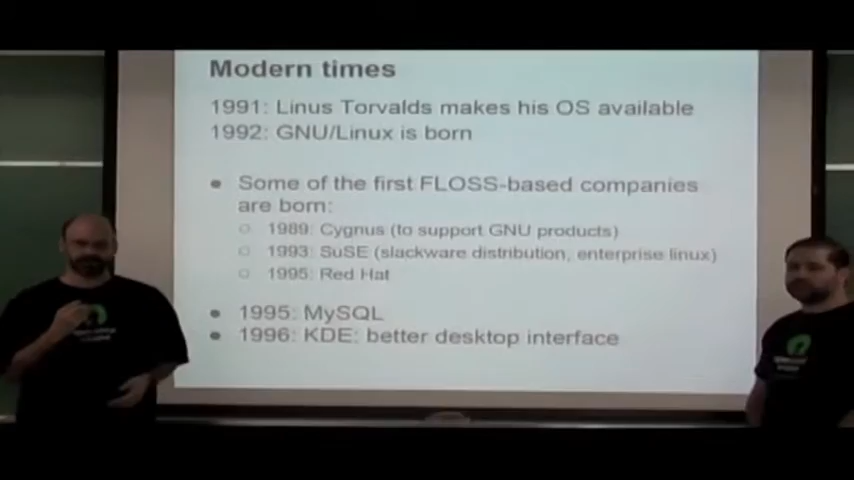 Modern times
1991: Linus Torvalds makes his OS available
1992: GNU/Linux is born
Some of the first FLOSS-based companies
are born:
1989: Cygnus (to support GNU products)
1993: SuSE (slackware distribution, enterprise linux)
1995: Red Hat
1995: MySQL
1996: KDE: better desktop interface